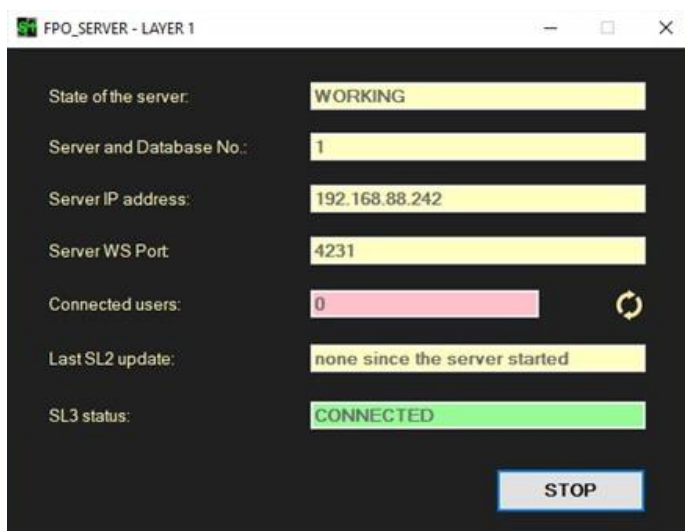 FPO_SERVER - LAYER 1
State of the server: WORKING
Server and Database No.: 1
Server IP address: 192.168.88.242
Server WS Port: 4231
Connected users: 0
Last SL2 update: none since the server started
SL3 status: CONNECTED
STOP